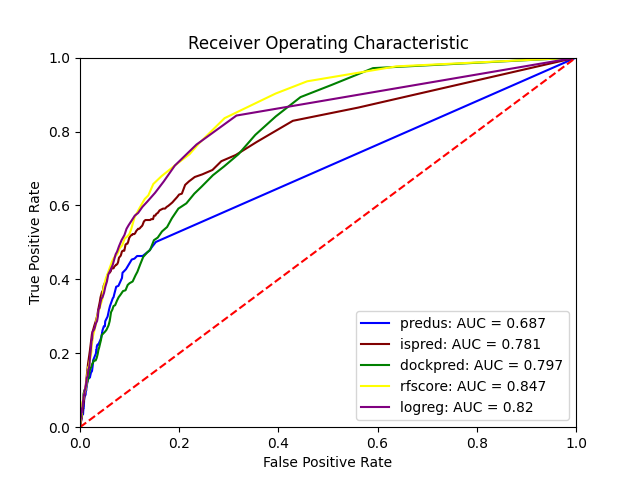 Receiver Operating Characteristic
1.0
0.8
0.6
0.4
0.2
0.0
True Positive Rate
predus: AUC = 0.687
ispred: AUC = 0.781
dockpred: AUC = 0.797
rfscore: AUC = 0.847
logreg: AUC = 0.82
0.0 0.2 0.4 0.6 0.8 1.0
False Positive Rate